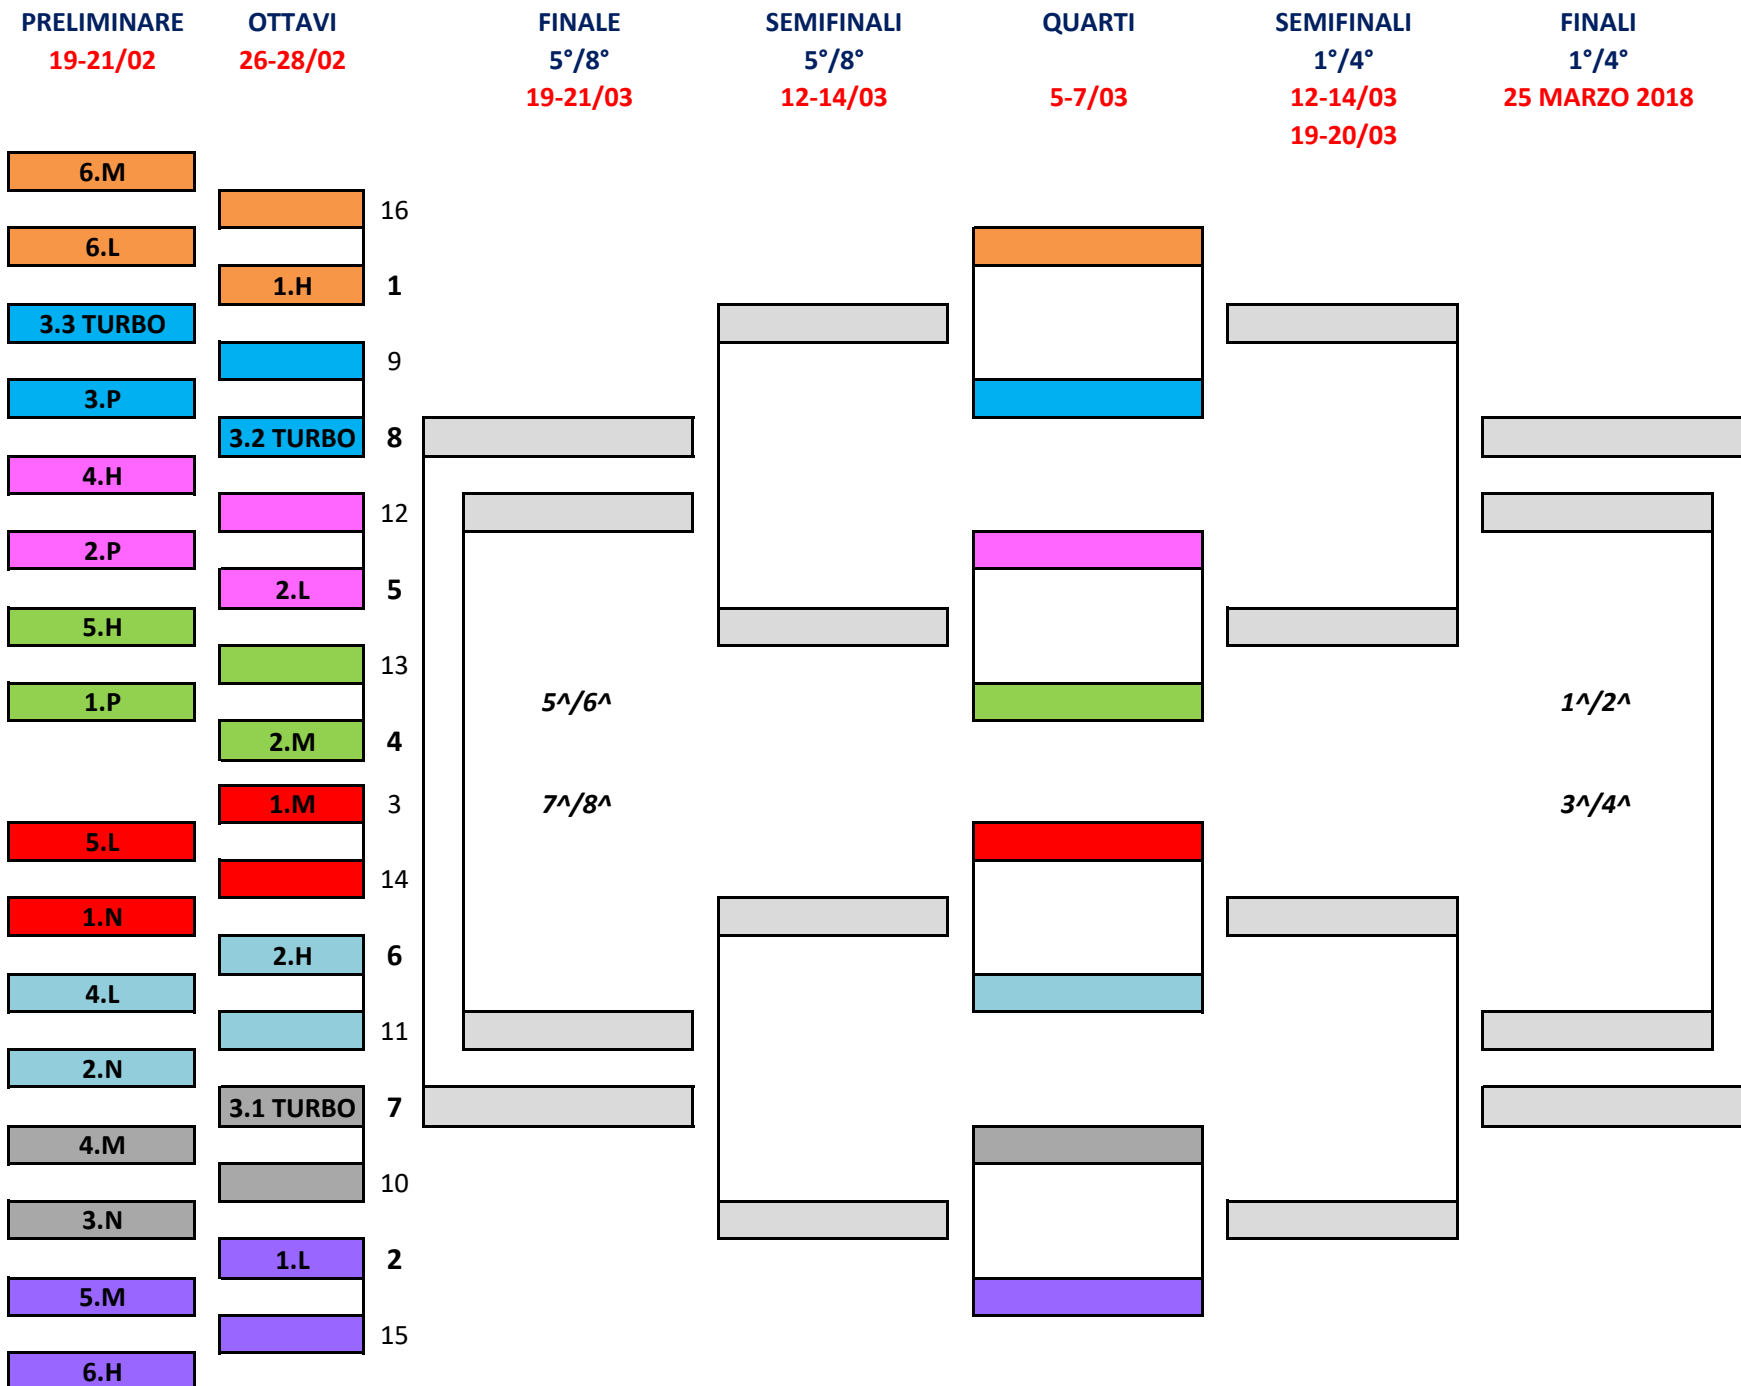 PRELIMINARE OTTAVI FINALE SEMIFINALI QUARTI SEMIFINALI FINALI
19-21/02 26-28/02 5°/8° 5°/8° 1°/4° 1°/4°
19-21/03 12-14/03 5-7/03 12-14/03 25 MARZO 2018
19-20/03
6.M
16
6.L
1.H 1
3.3 TURBO
9
3.P
3.2 TURBO 8
4.H
12
2.P
2.L 5
5.H
13
1.P 5^/6^ 1^/2^
2.M 4
1.M 3 7^/8^ 3^/4^
5.L
14
1.N
2.H 6
4.L
11
2.N
3.1 TURBO 7
4.M
10
3.N
1.L 2
5.M
15
6.H